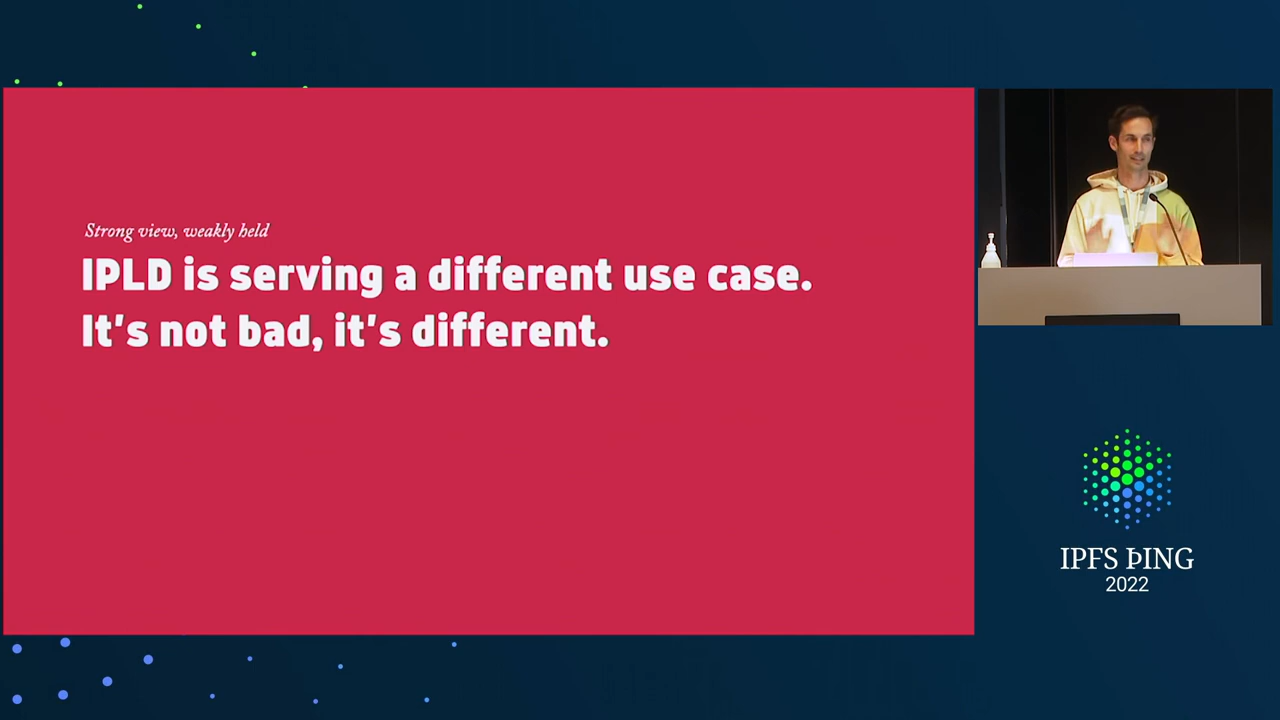 Strong view, weakly held
IPLD is serving a different use case.
It's not bad, it's different.
IPFS ÞING
2022